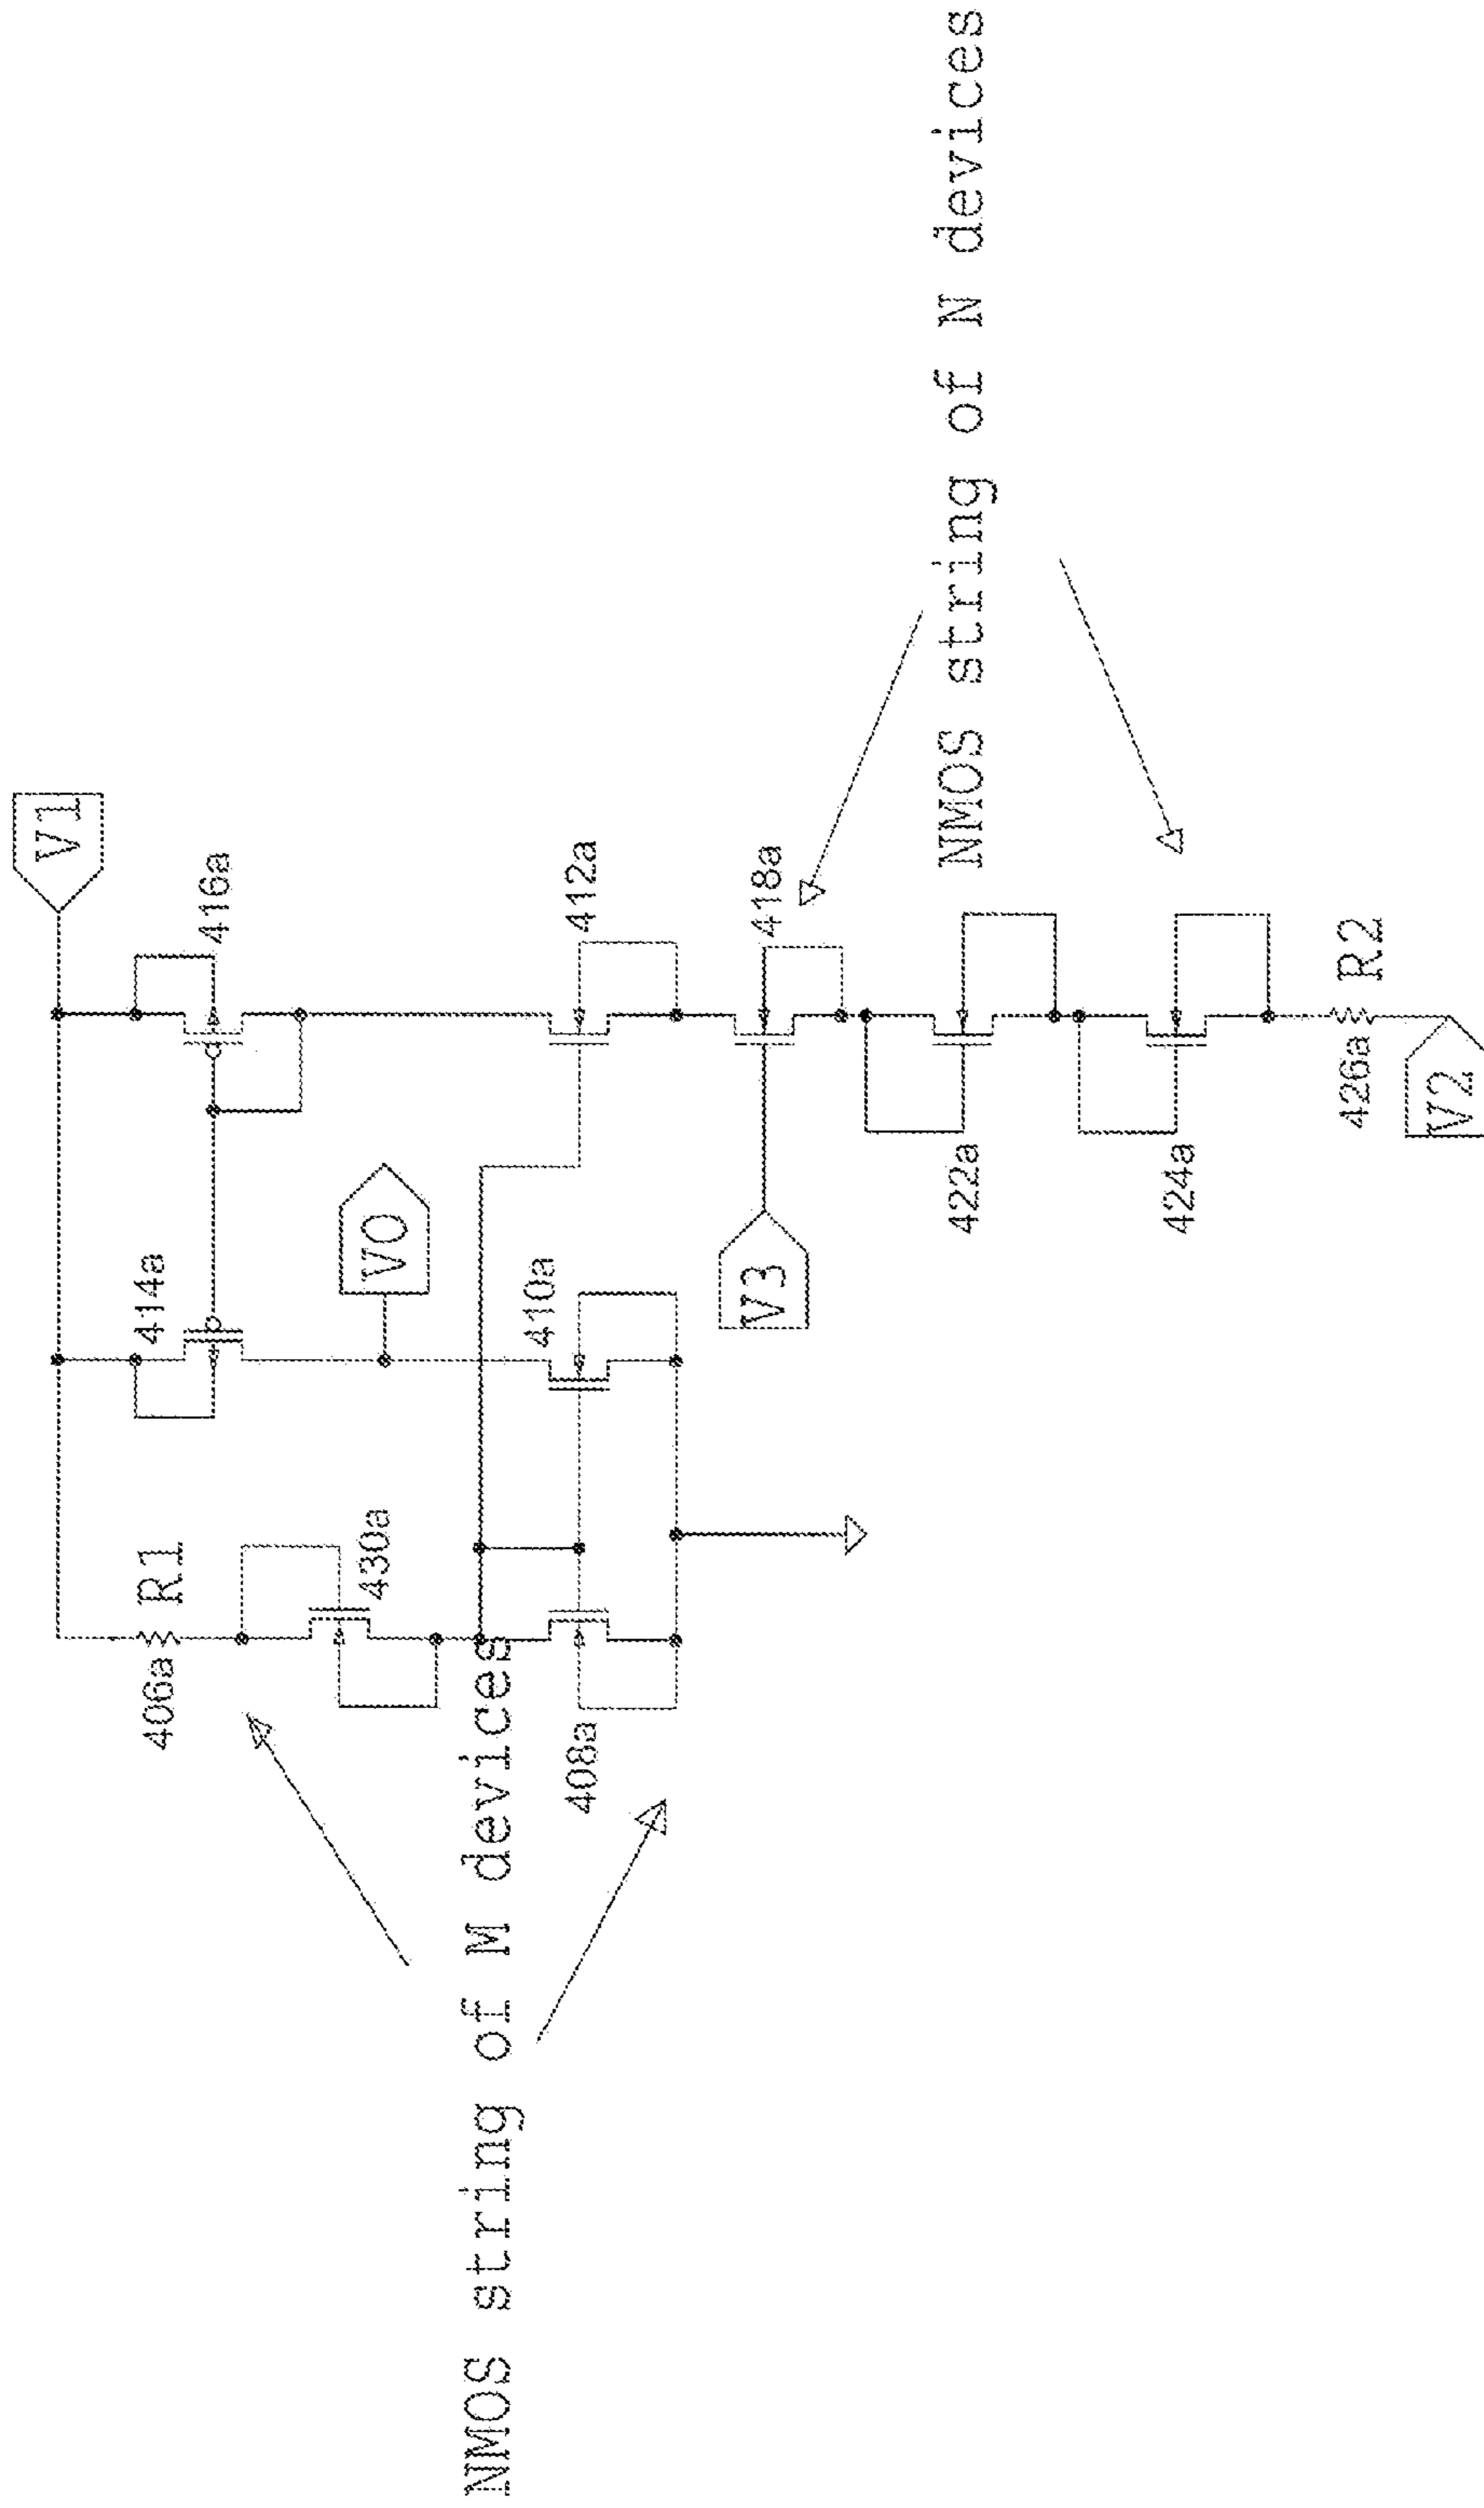 V1
R1
406a
414a
416a
430a
V0
NMOS string of M devices
408a
410a
412a
V3
418a
NMOS string of N devices
422a
424a
426a
R2
V2